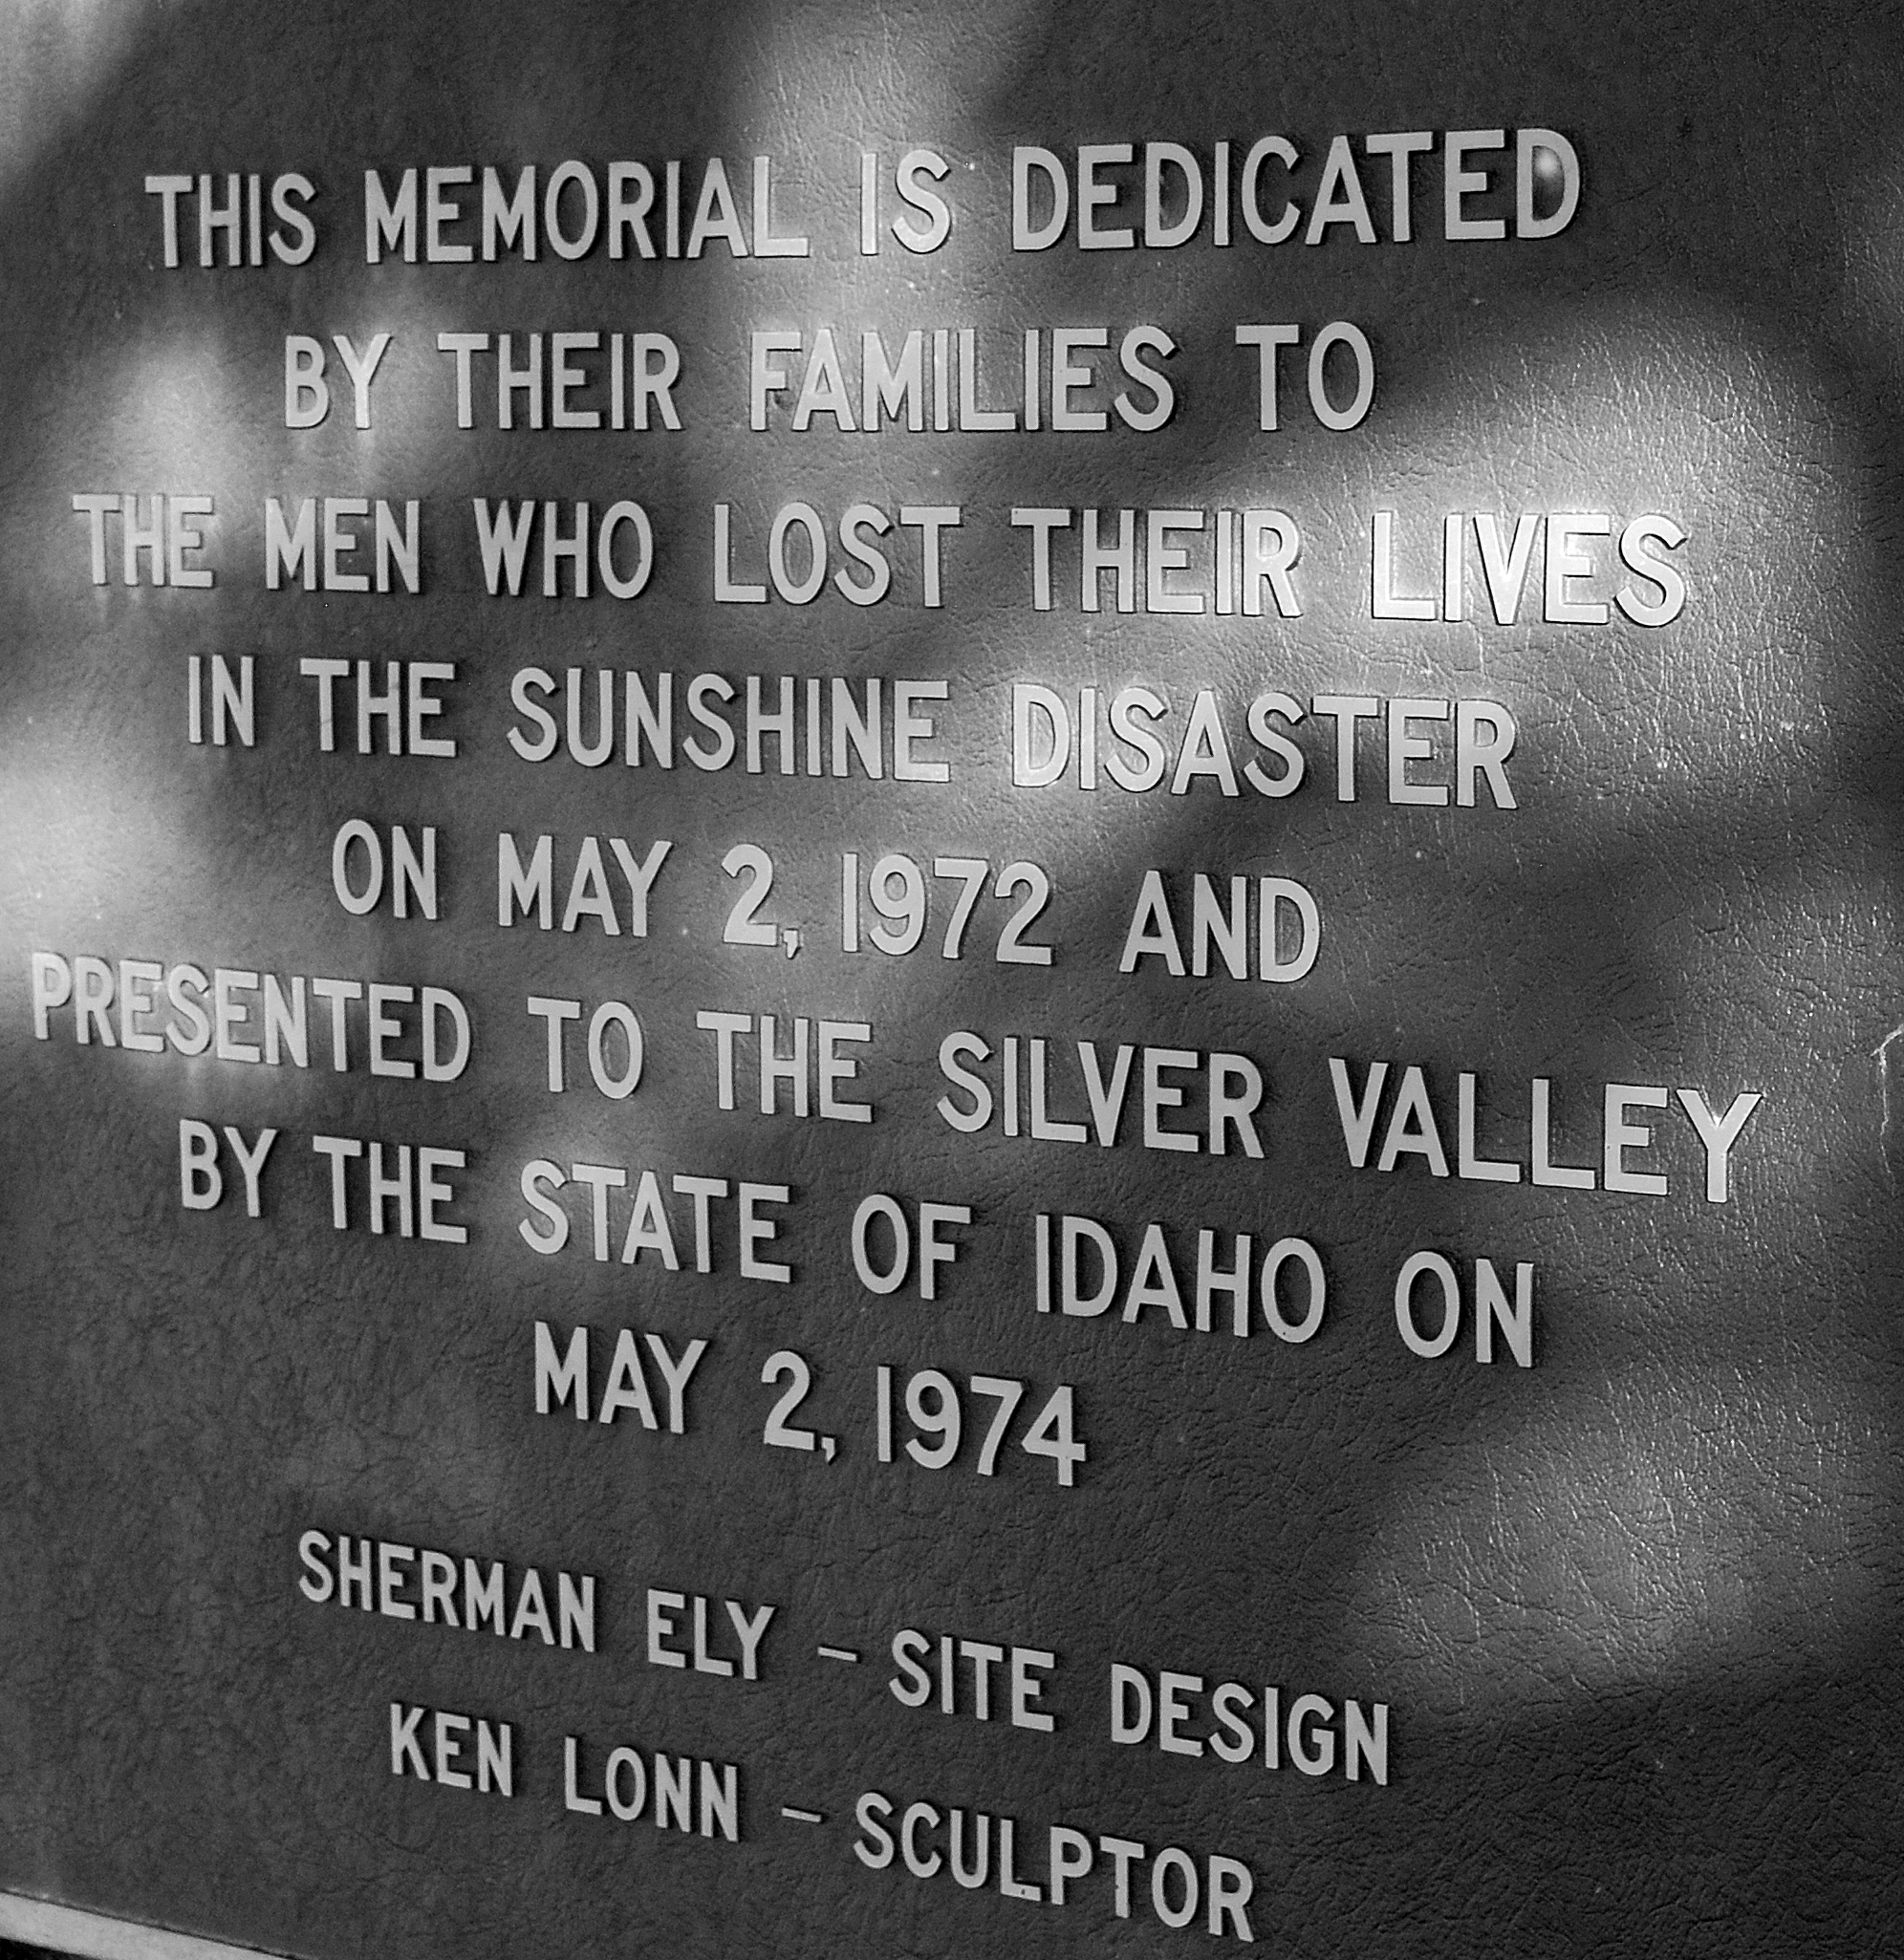 THIS MEMORIAL IS DEDICATED
BY THEIR FAMILIES TO
THE MEN WHO LOST THEIR LIVES
IN THE SUNSHINE DISASTER
ON MAY 2, 1972 AND
PRESENTED TO THE SILVER VALLEY
BY THE STATE OF IDAHO ON
MAY 2, 1974
SHERMAN ELY – SITE DESIGN
KEN LONN – SCULPTOR